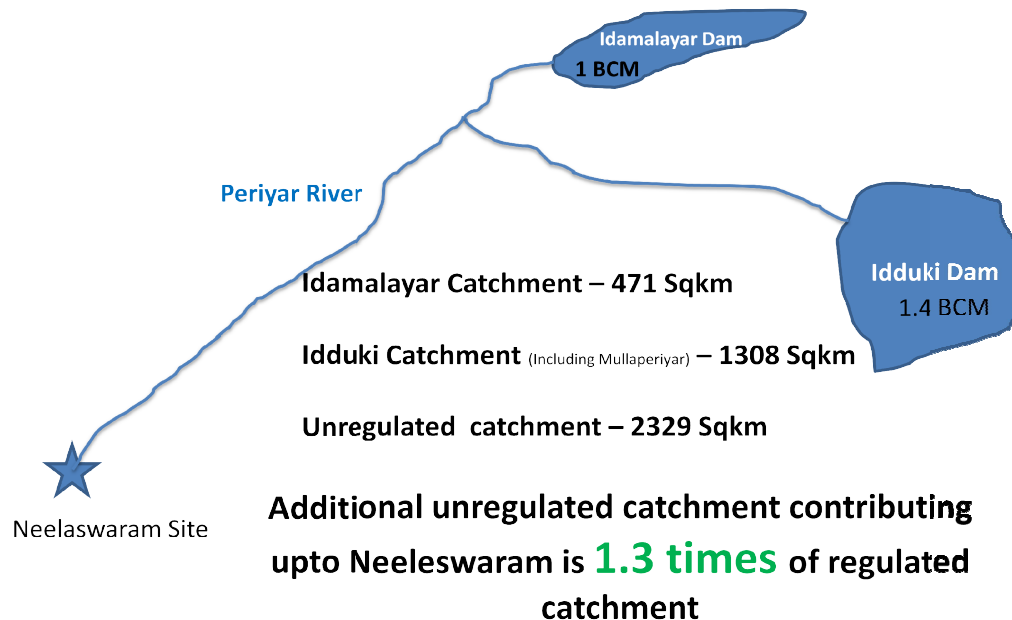 Idamalayar Dam
1 BCM
Periyar River
Idduki Dam
1.4 BCM
Idamalayar Catchment – 471 Sqkm
Idduki Catchment (Including Mullaperiyar) – 1308 Sqkm
Unregulated catchment – 2329 Sqkm
Neelaswaram Site
Additional unregulated catchment contributing
upto Neeleswaram is 1.3 times of regulated
catchment